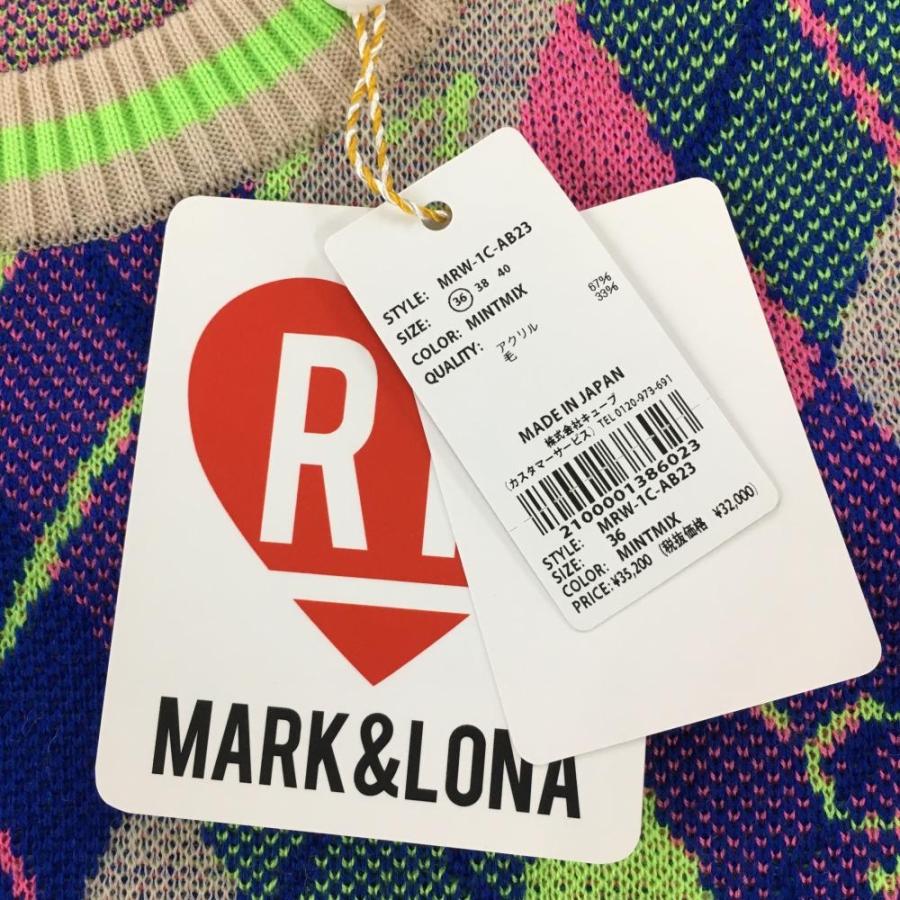 STYLE: MRW-1C-AB23
SIZE: 36 38 40
COLOR: MINTMIX
QUALITY: アクリル 67%
毛 33%
MADE IN JAPAN
株式会社キューブ
(カスタマーサービス) TEL0120-973-691
2100001386023
STYLE: MRW-1C-AB23
SIZE: 36
COLOR: MINTMIX
PRICE: ¥35,200 (税抜価格 ¥32,000)
R
MARK&LONA